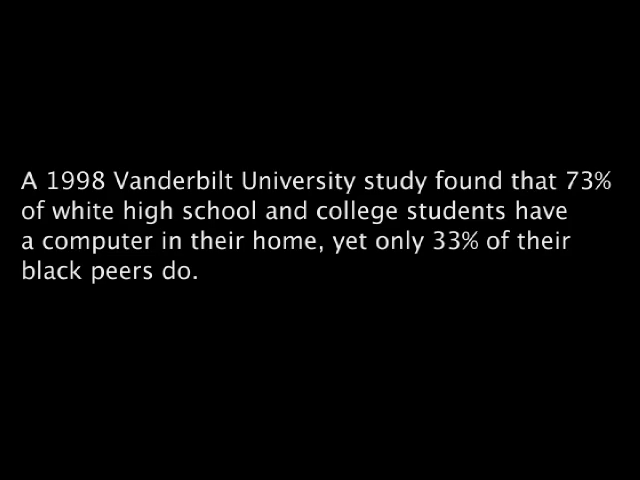 A 1998 Vanderbilt University study found that 73%
of white high school and college students have
a computer in their home, yet only 33% of their
black peers do.